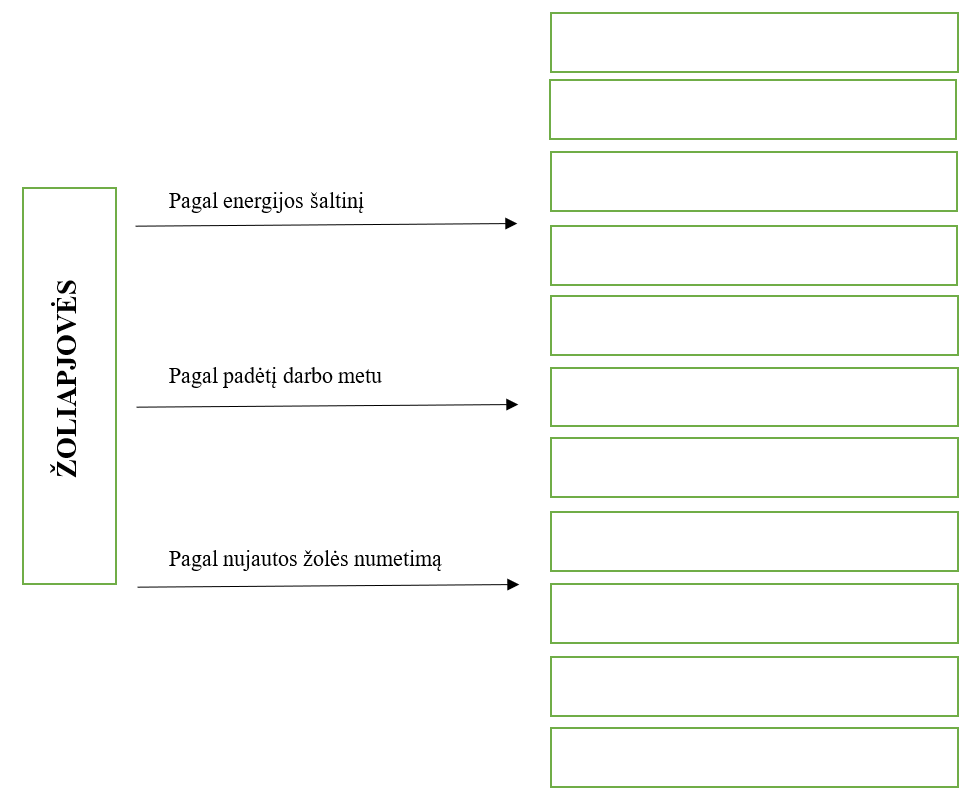 ŽOLIAPJOVĖS
Pagal energijos šaltinį
Pagal padėtį darbo metu
Pagal nujautos žolės numetimą